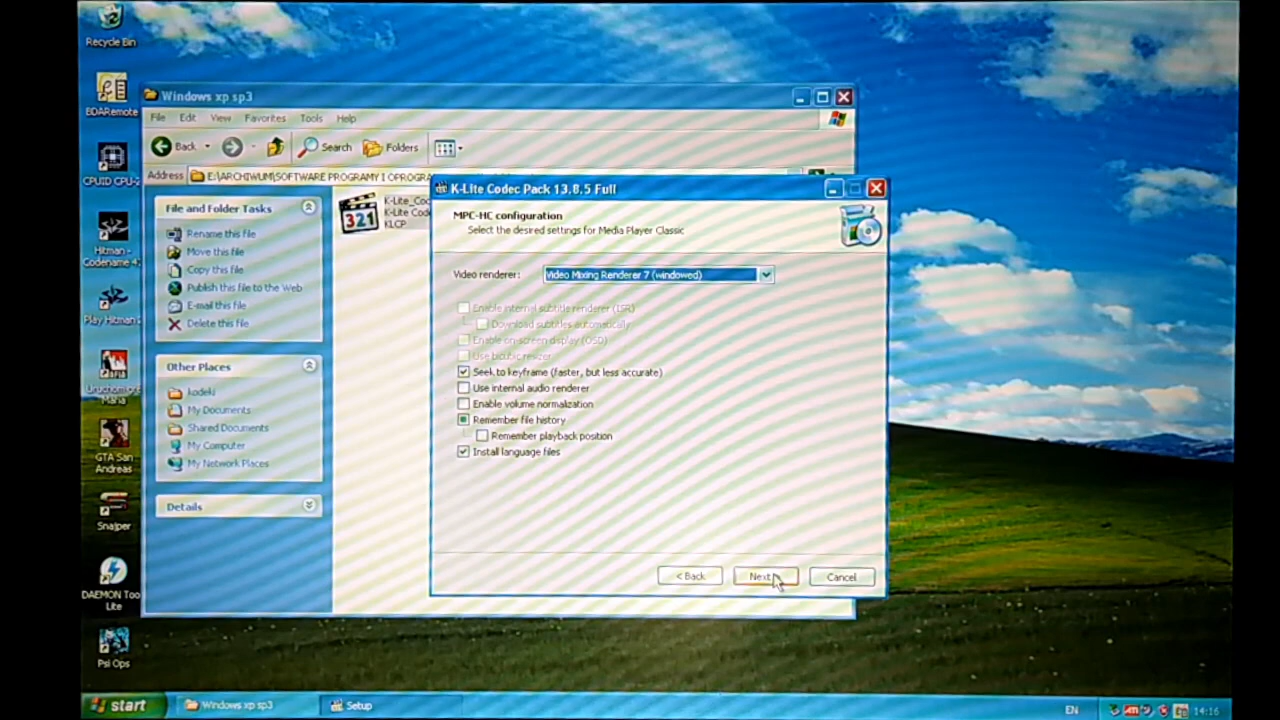 Recycle Bin
BDARemote
CPUID CPU-Z
Hitman -
Play Hitman
GTA San
Andreas
Snajper
DAEMON Too
Lite
Psi Ops
Windows xp sp3
File Edit View Favorites Tools Help
Back Search Folders
Address E:\ARCHIWUM\SOFTWARE PROGRAMY I OPROGRA
File and Folder Tasks
Rename this file
Move this file
Copy this file
Publish this file to the Web
E-mail this file
Delete this file
Other Places
kodeki
My Documents
Shared Documents
My Computer
My Network Places
Details
321
K-Lite_Co
K-Lite Code
KLCP
K-Lite Codec Pack 13.8.5 Full
MPC-HC configuration
Select the desired settings for Media Player Classic
Video renderer: Video Mixing Renderer 7 (windowed)
Enable internal subtitle renderer (ISR)
Download subtitles automatically
Enable on-screen display (OSD)
Use bicubic resizer
Seek to keyframe (faster, but less accurate)
Use internal audio renderer
Enable volume normalization
Remember file history
Remember playback position
Install language files
< Back Next Cancel
start Windows xp sp3 Setup EN 14:16